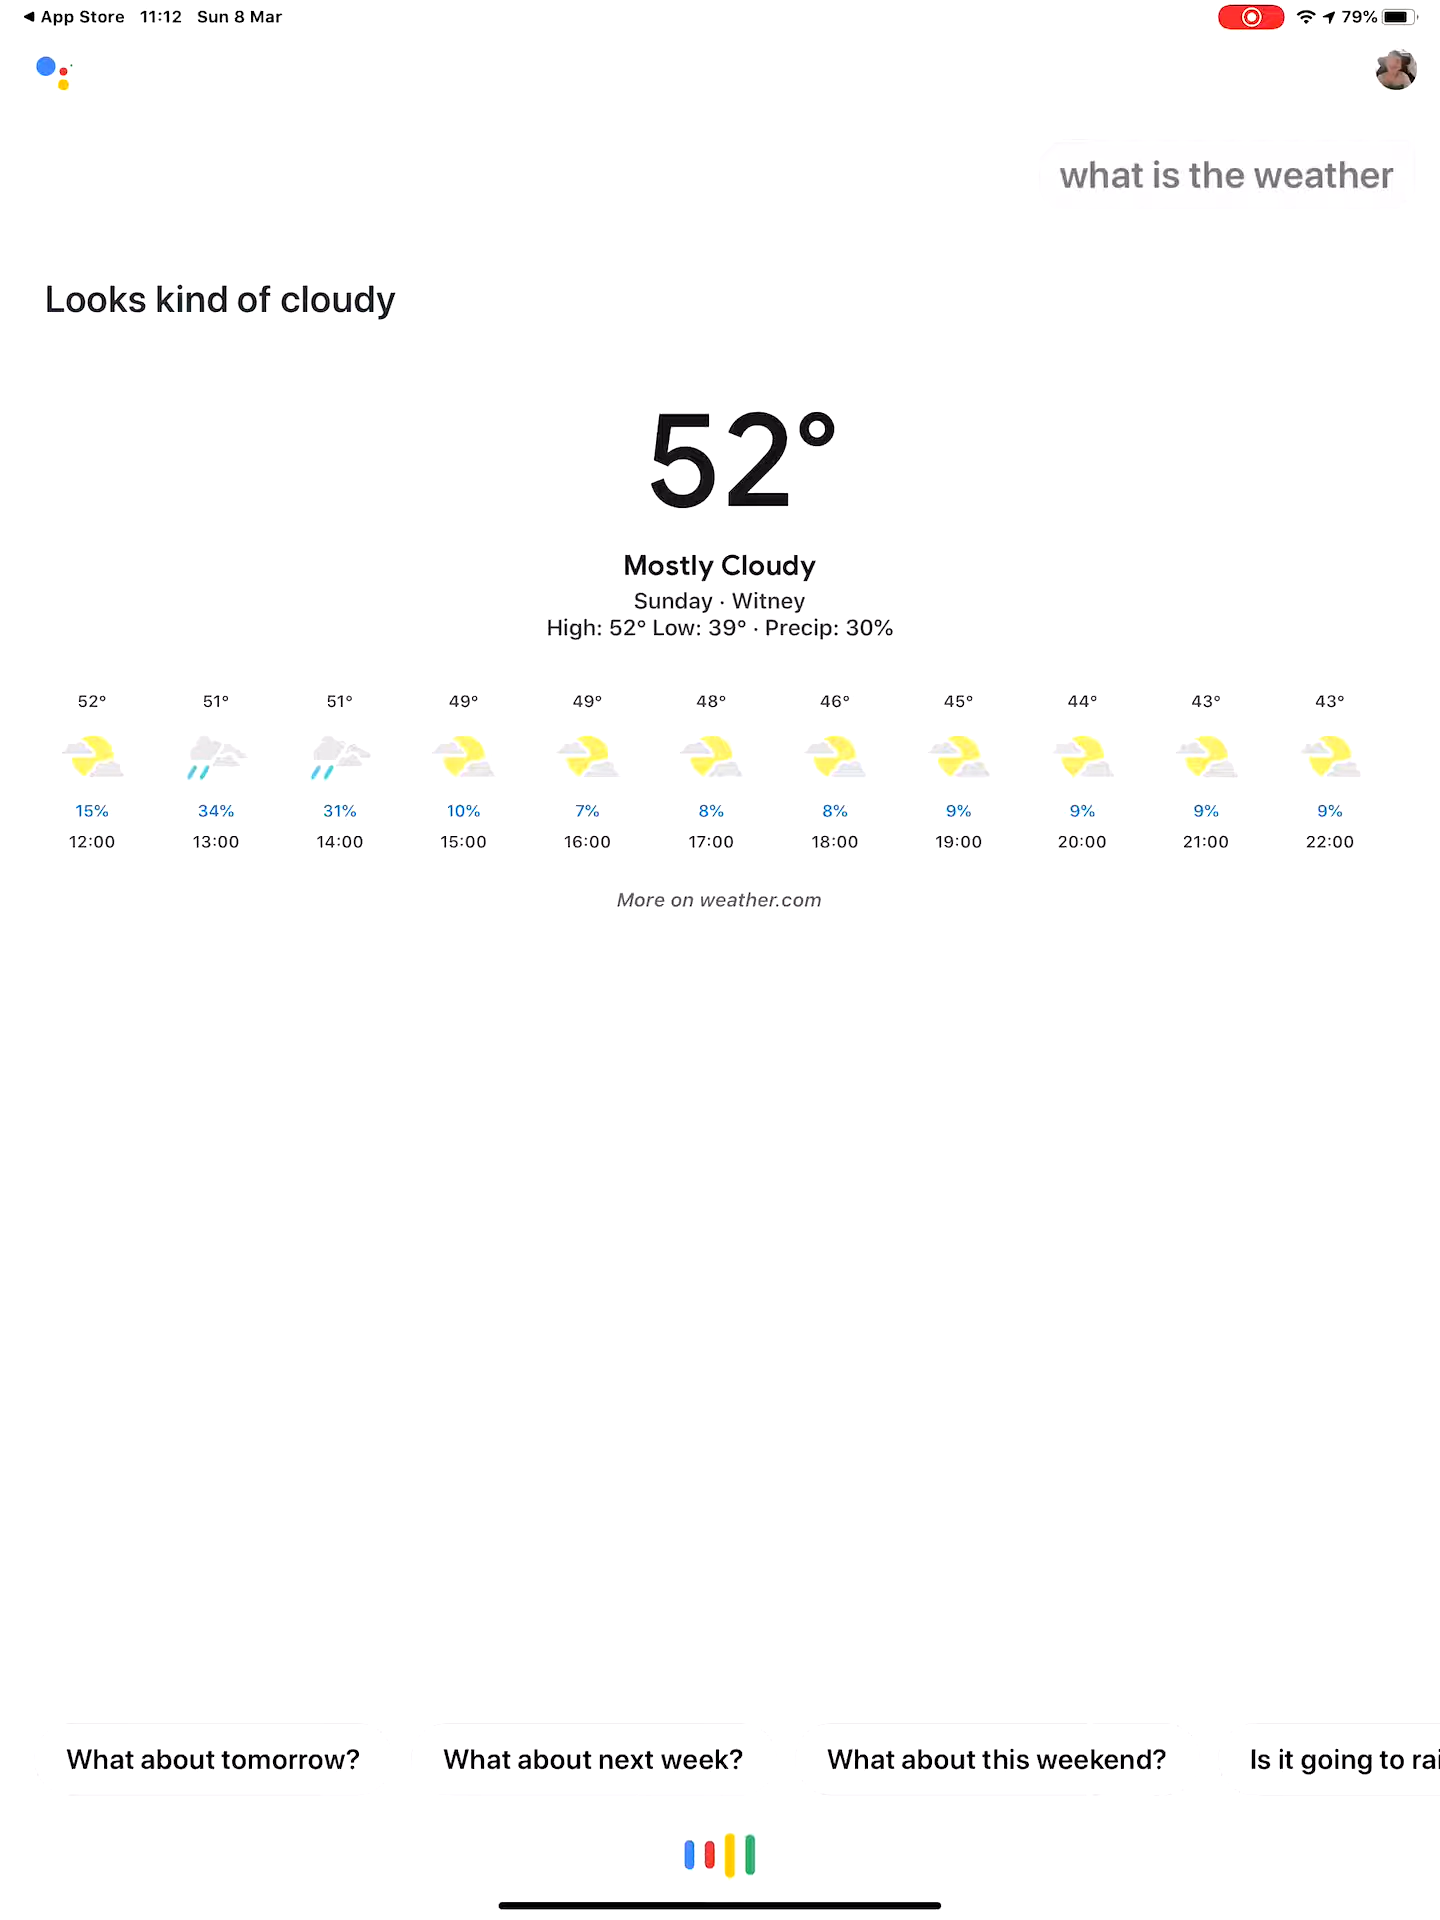 ◀ App Store 11:12 Sun 8 Mar 79%
what is the weather
Looks kind of cloudy
52°
Mostly Cloudy
Sunday · Witney
High: 52° Low: 39° · Precip: 30%
52° 51° 51° 49° 49° 48° 46° 45° 44° 43° 43°
15% 34% 31% 10% 7% 8% 8% 9% 9% 9% 9%
12:00 13:00 14:00 15:00 16:00 17:00 18:00 19:00 20:00 21:00 22:00
More on weather.com
What about tomorrow? What about next week? What about this weekend? Is it going to rai